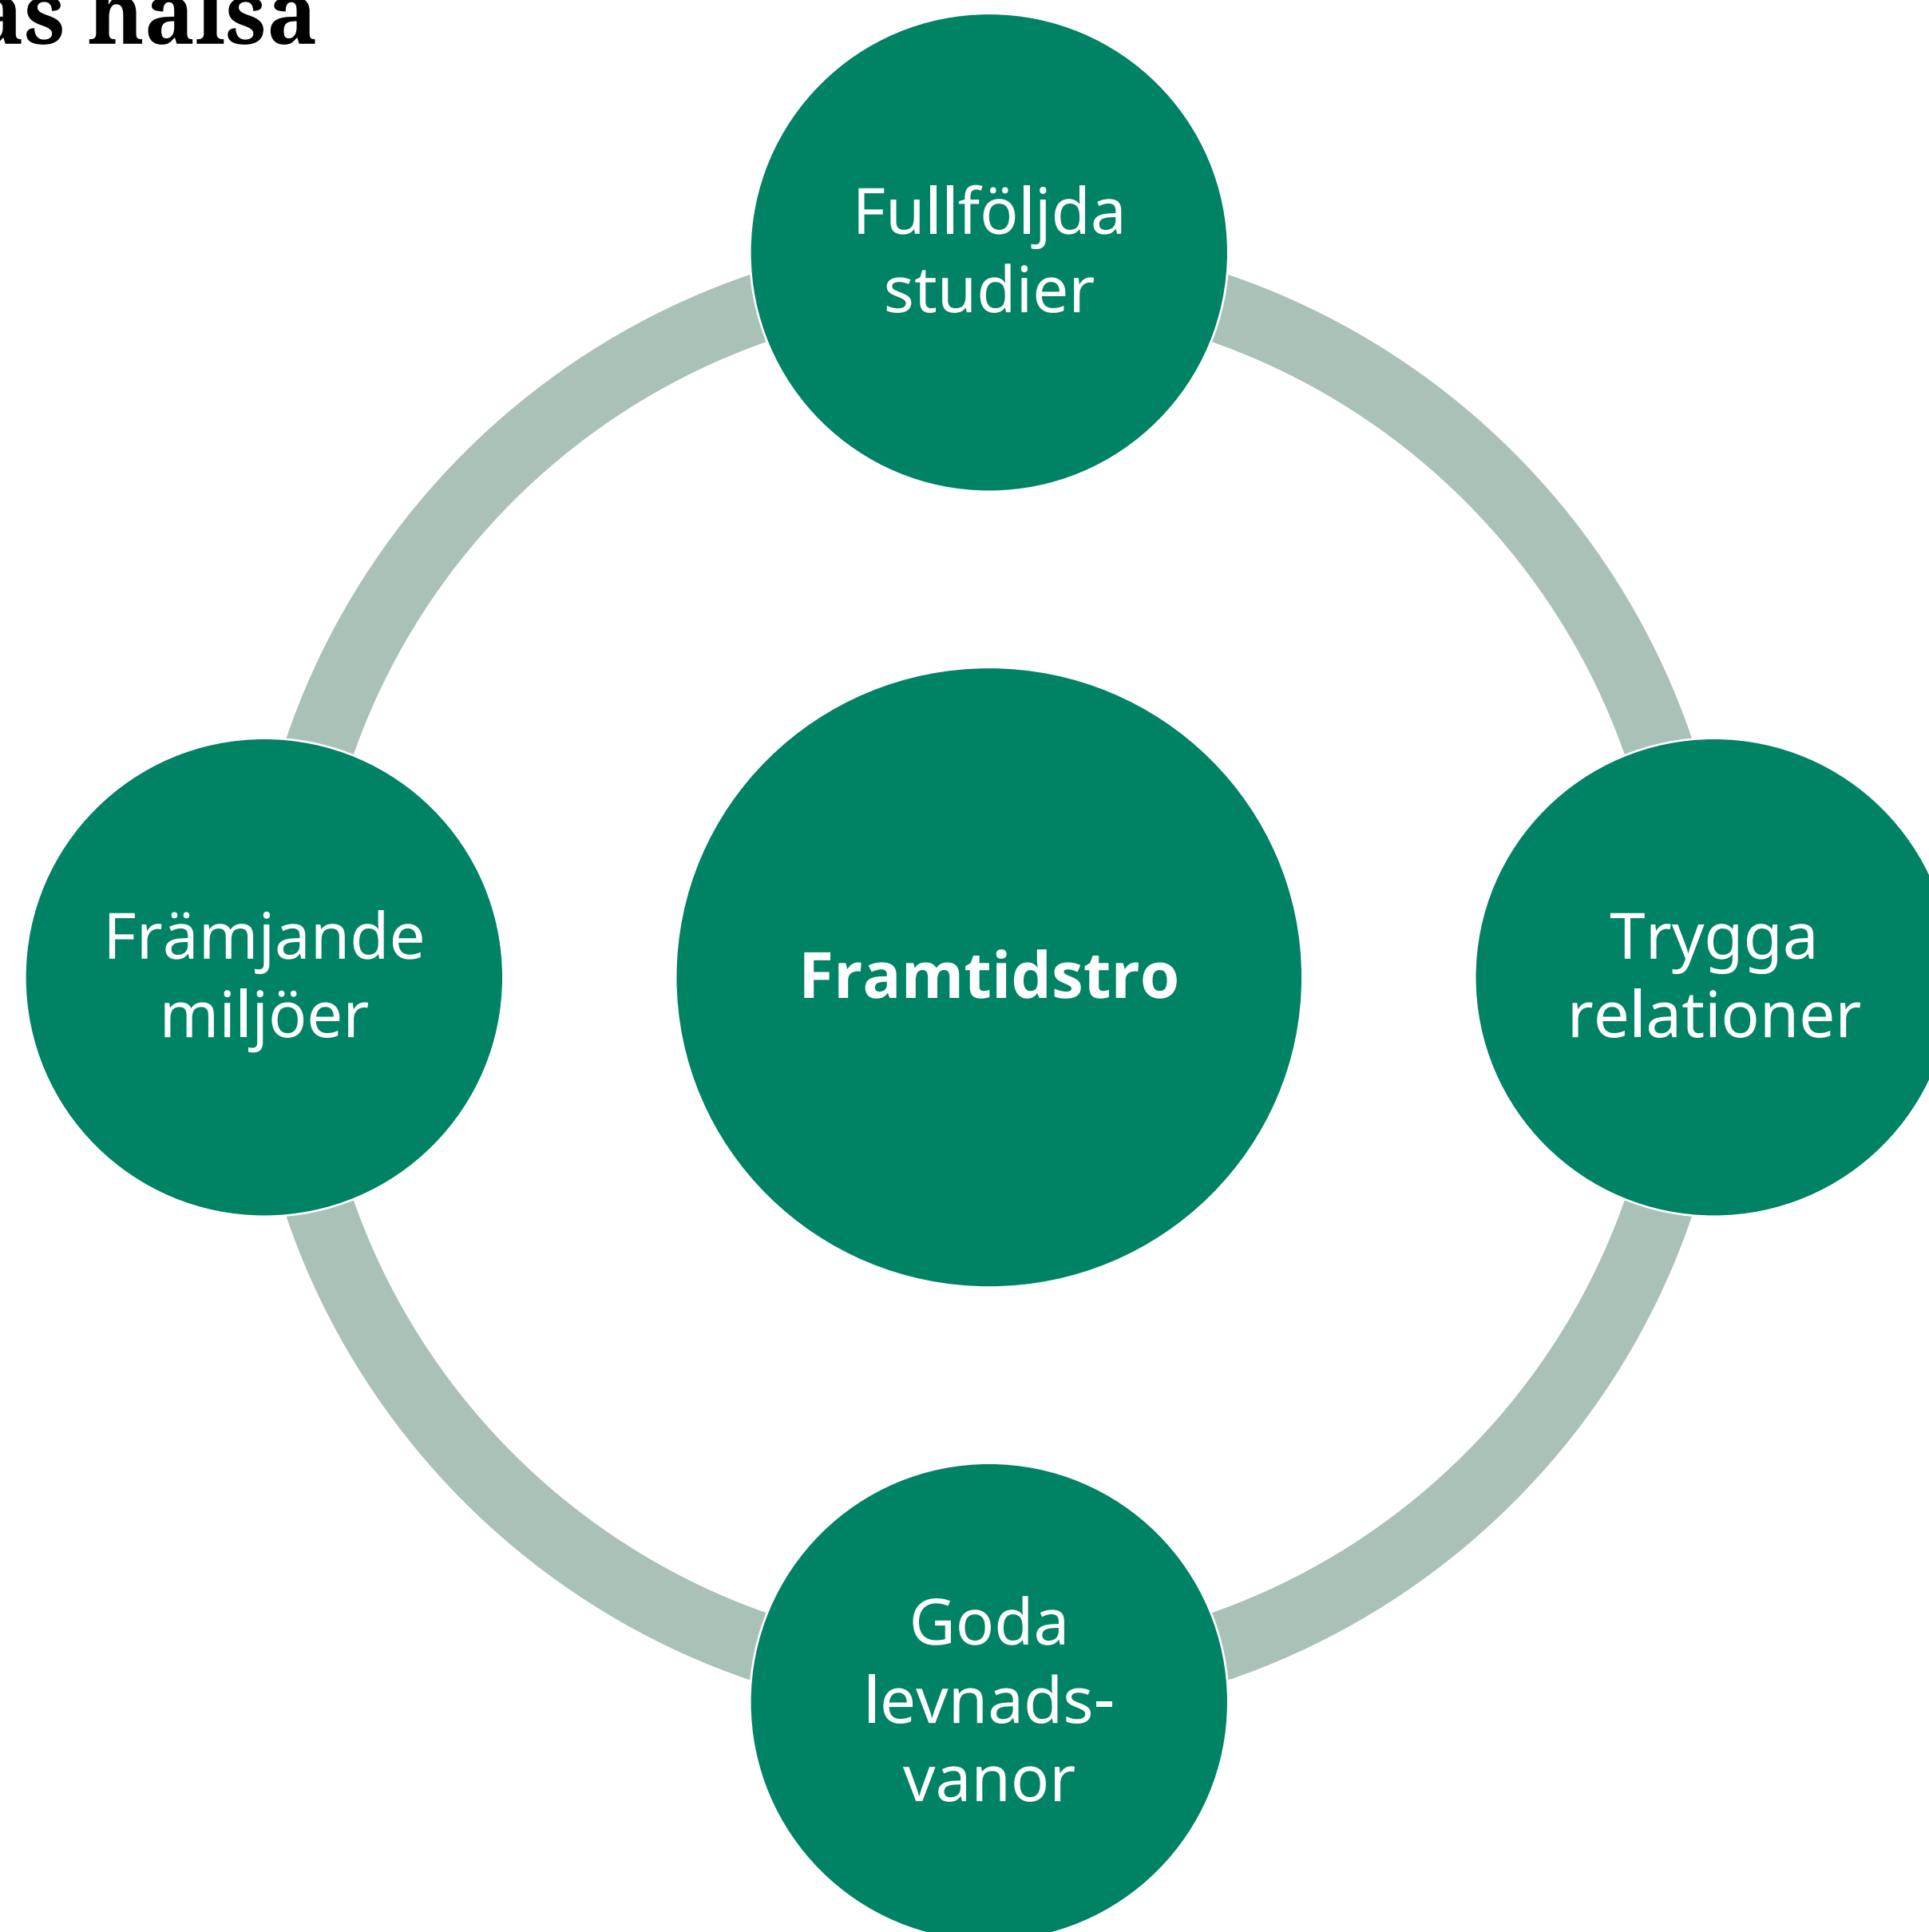 Fullföljda
studier
Främjande
miljöer
Framtidstro
Trygga
relationer
Goda
levnads-
vanor